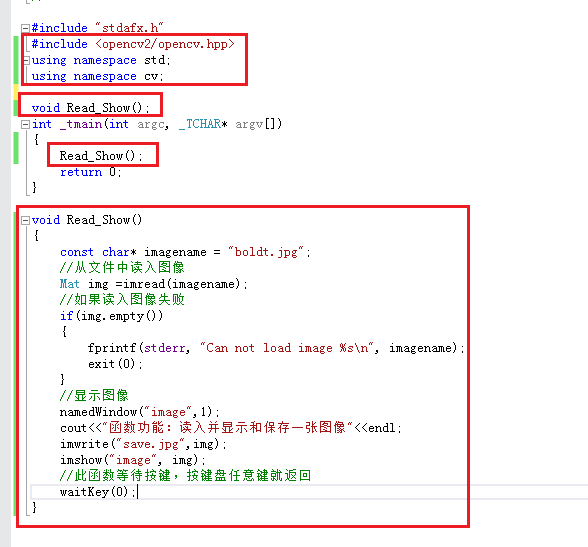 #include "stdafx.h"
#include <opencv2/opencv.hpp>
using namespace std;
using namespace cv;
void Read_Show();
int _tmain(int argc, _TCHAR* argv[])
{
Read_Show();
return 0;
}
void Read_Show()
{
const char* imagename = "boldt.jpg";
//从文件中读入图像
Mat img =imread(imagename);
//如果读入图像失败
if(img.empty())
{
fprintf(stderr, "Can not load image %s\n", imagename);
exit(0);
}
//显示图像
namedWindow("image",1);
cout<<"函数功能：读入并显示和保存一张图像"<<endl;
imwrite("save.jpg",img);
imshow("image", img);
//此函数等待按键，按键盘任意键就返回
waitKey(0);
}